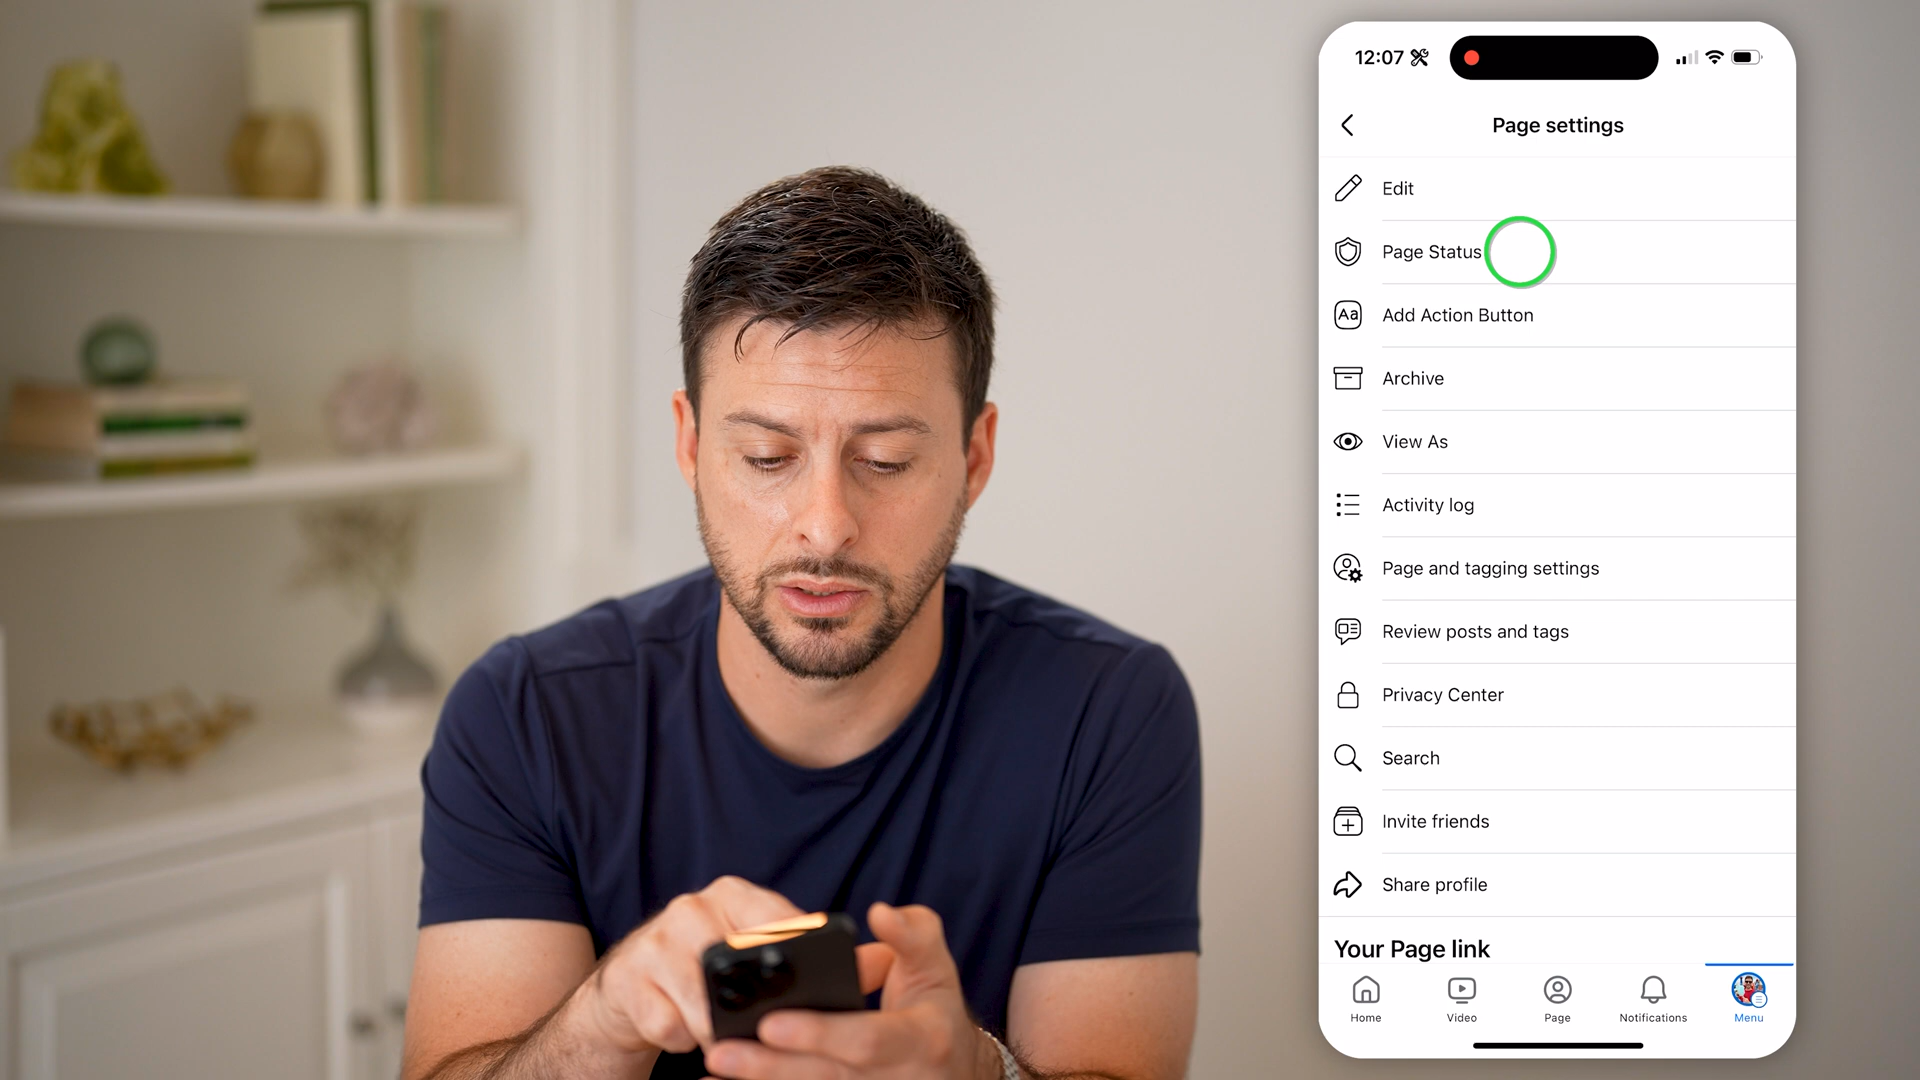 12:07
Page settings
Edit
Page Status
Aa Add Action Button
Archive
View As
Activity log
Page and tagging settings
Review posts and tags
Privacy Center
Search
Invite friends
Share profile
Your Page link
Home Video Page Notifications Menu